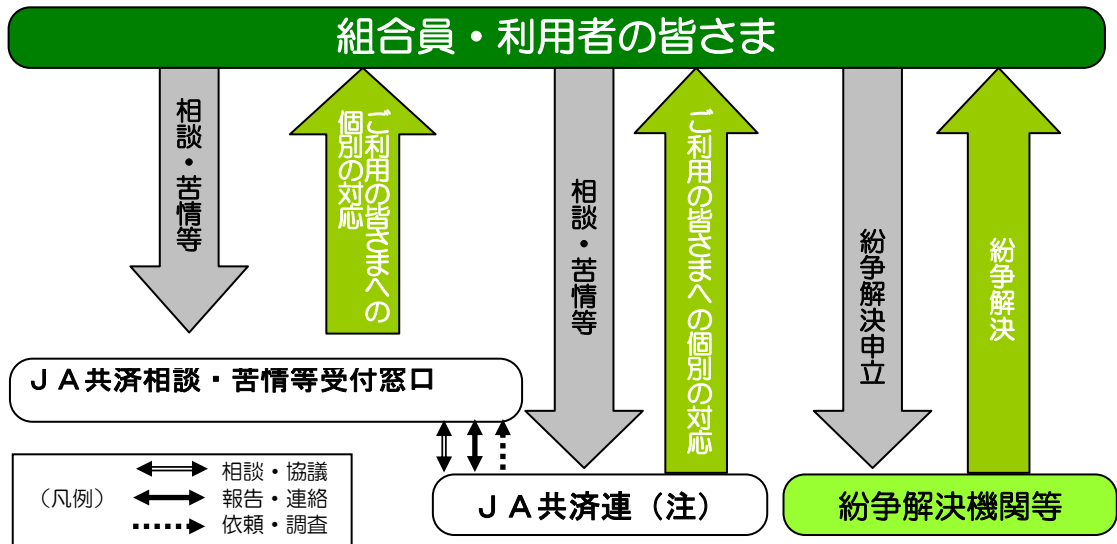 組合員・利用者の皆さま
相談・苦情等
ご利用の皆さまへの
個別の対応
相談・苦情等
ご利用の皆さまへの個別の対応
紛争解決申立
紛争解決
ＪＡ共済相談・苦情等受付窓口
ＪＡ共済連（注）
紛争解決機関等
（凡例）
相談・協議
報告・連絡
依頼・調査